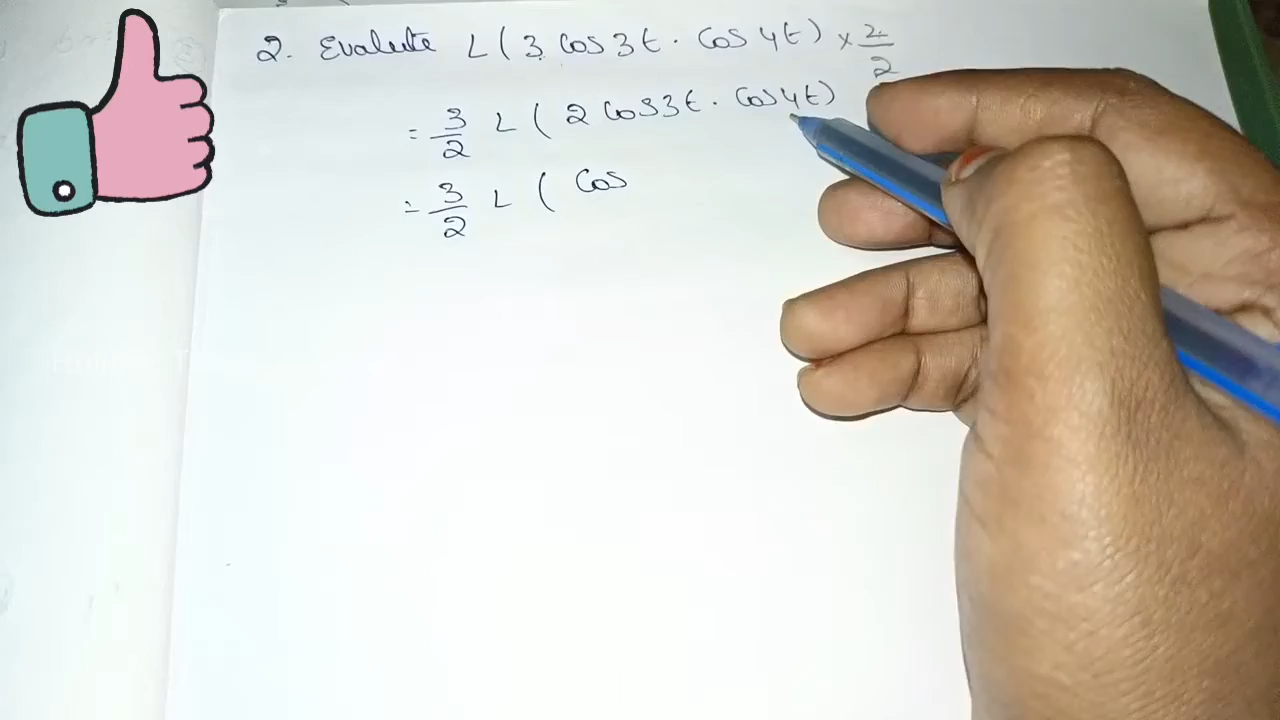 2. Evalute L ( 3 cos 3t . cos 4t ) × 2/2
= 3/2 L ( 2 cos 3t . cos 4t )
= 3/2 L ( cos